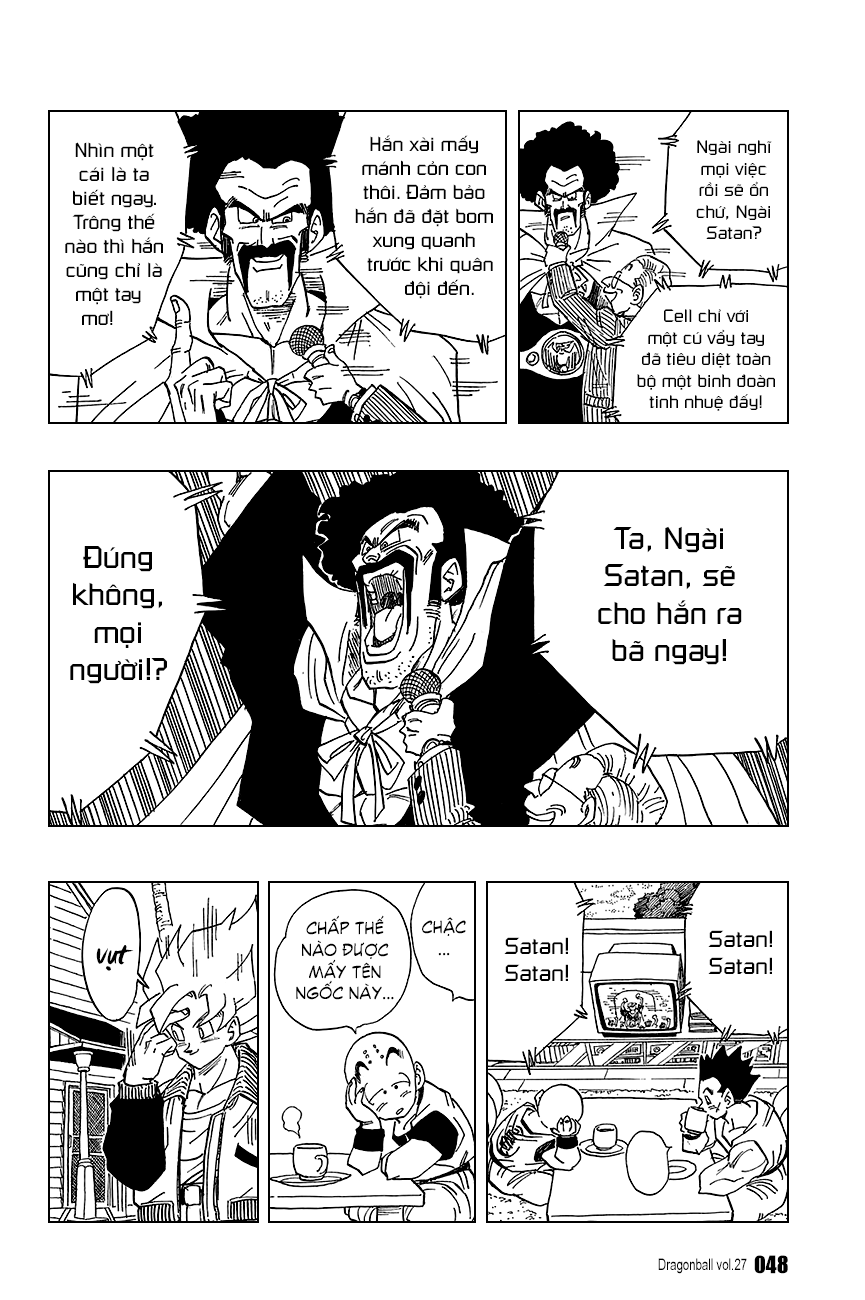 Ngài nghĩ
mọi việc
rồi sẽ ổn
chứ, Ngài
Satan?
Cell chỉ với
một cú vẩy tay
đã tiêu diệt toàn
bộ một binh đoàn
tinh nhuệ đấy!
Hắn xài mấy
mánh cỏn con
thôi. Đảm bảo
hắn đã đặt bom
xung quanh
trước khi quân
đội đến.
Nhìn một
cái là ta
biết ngay.
Trông thế
nào thì hắn
cũng chỉ là
một tay
mơ!
Ta, Ngài
Satan, sẽ
cho hắn ra
bã ngay!
Đúng
không,
mọi
người!?
Satan!
Satan!
Satan!
Satan!
CHẬC
...
CHẤP THẾ
NÀO ĐƯỢC
MẤY TÊN
NGỐC NÀY...
VỤT
Dragonball vol.27 048